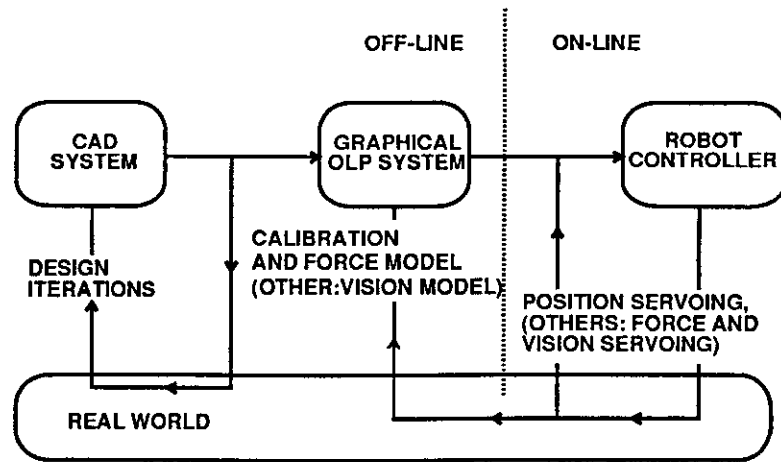 OFF-LINE
ON-LINE
CAD
SYSTEM
GRAPHICAL
OLP SYSTEM
ROBOT
CONTROLLER
DESIGN
ITERATIONS
CALIBRATION
AND FORCE MODEL
(OTHER:VISION MODEL)
POSITION SERVOING,
(OTHERS: FORCE AND
VISION SERVOING)
REAL WORLD